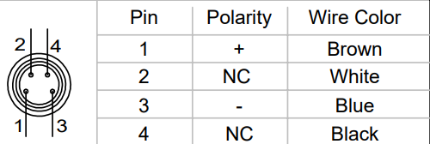 2 4
1 3
Pin Polarity Wire Color
1 + Brown
2 NC White
3 - Blue
4 NC Black